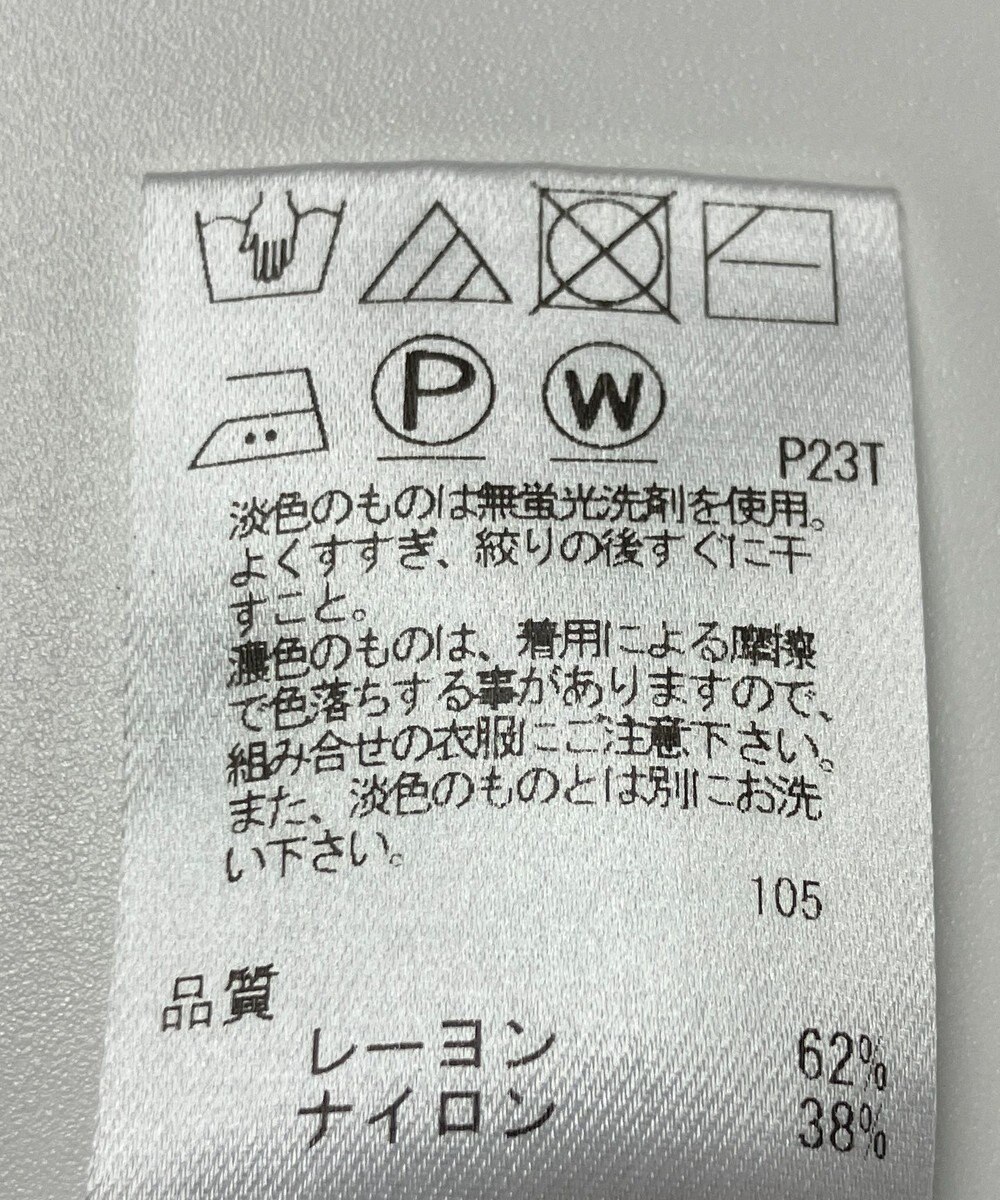 P
W
P23T
淡色のものは無蛍光洗剤を使用。
よくすすぎ、絞りの後すぐに干
すこと。
濃色のものは、着用による摩擦
で色落ちする事がありますので、
組み合せの衣服にご注意下さい。
また、淡色のものとは別にお洗
い下さい。
105
品質
レーヨン 62%
ナイロン 38%